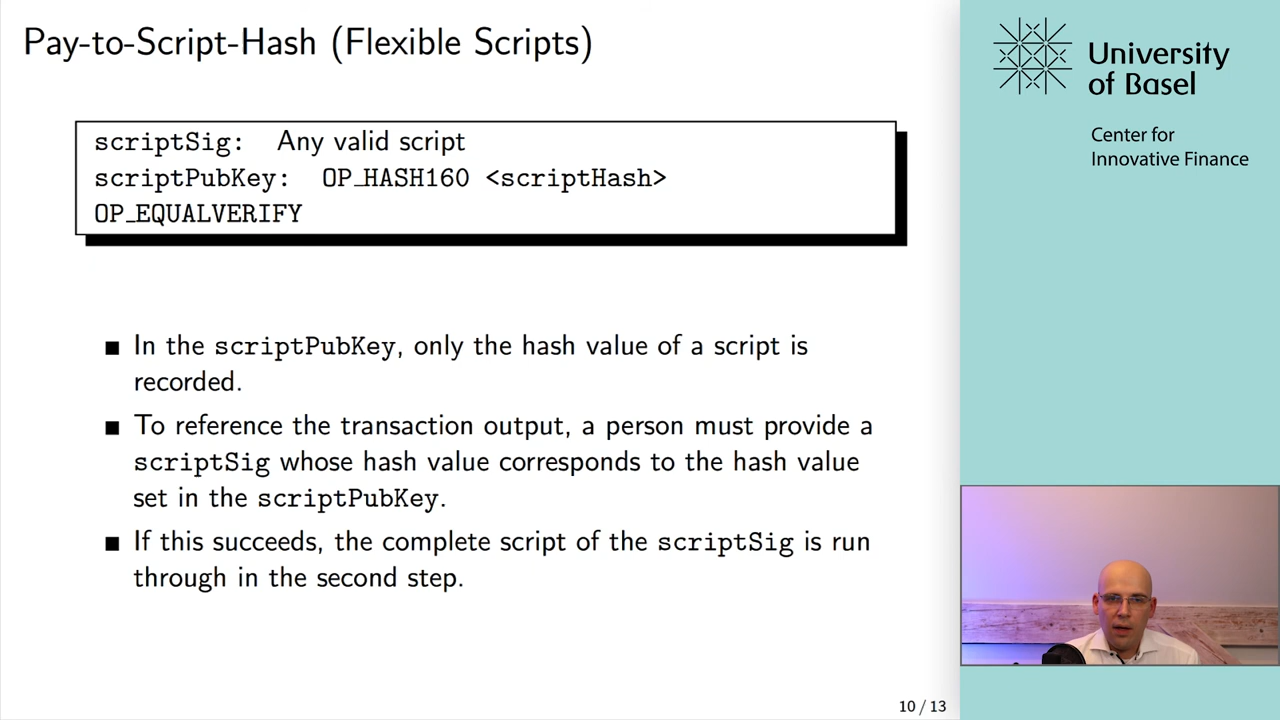 Pay-to-Script-Hash (Flexible Scripts)
scriptSig: Any valid script
scriptPubKey: OP_HASH160 <scriptHash>
OP_EQUALVERIFY
■ In the scriptPubKey, only the hash value of a script is
recorded.
■ To reference the transaction output, a person must provide a
scriptSig whose hash value corresponds to the hash value
set in the scriptPubKey.
■ If this succeeds, the complete script of the scriptSig is run
through in the second step.
10 / 13
University
of Basel
Center for
Innovative Finance